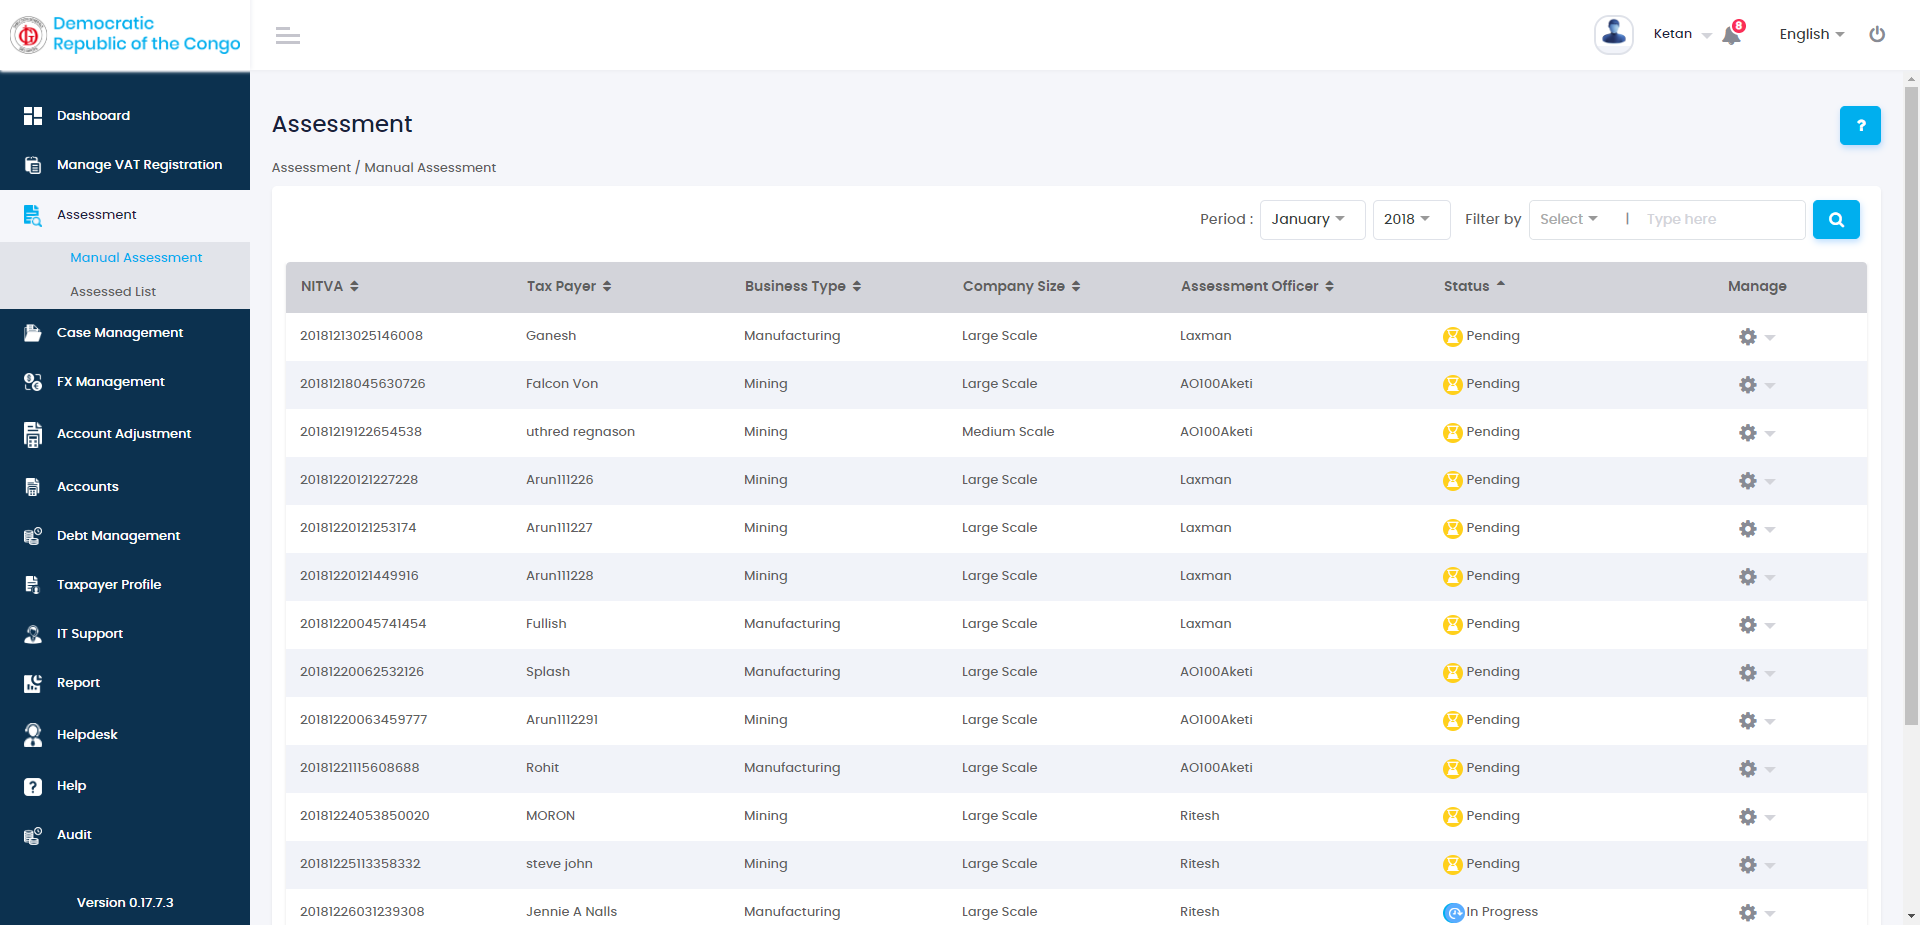 Democratic
Republic of the Congo
Ketan
8
English
Dashboard
Manage VAT Registration
Assessment
Manual Assessment
Assessed List
Case Management
FX Management
Account Adjustment
Accounts
Debt Management
Taxpayer Profile
IT Support
Report
Helpdesk
Help
Audit
Version 0.17.7.3
Assessment
?
Assessment / Manual Assessment
Period : January 2018 Filter by Select | Type here
NITVA Tax Payer Business Type Company Size Assessment Officer Status Manage
20181213025146008 Ganesh Manufacturing Large Scale Laxman Pending
20181218045630726 Falcon Von Mining Large Scale AO100Aketi Pending
20181219122654538 uthred regnason Mining Medium Scale AO100Aketi Pending
20181220121227228 Arun111226 Mining Large Scale Laxman Pending
20181220121253174 Arun111227 Mining Large Scale Laxman Pending
20181220121449916 Arun111228 Mining Large Scale Laxman Pending
20181220045741454 Fullish Manufacturing Large Scale Laxman Pending
20181220062532126 Splash Manufacturing Large Scale AO100Aketi Pending
20181220063459777 Arun1112291 Mining Large Scale AO100Aketi Pending
20181221115608688 Rohit Manufacturing Large Scale AO100Aketi Pending
20181224053850020 MORON Mining Large Scale Ritesh Pending
20181225113358332 steve john Mining Large Scale Ritesh Pending
20181226031239308 Jennie A Nalls Manufacturing Large Scale Ritesh In Progress